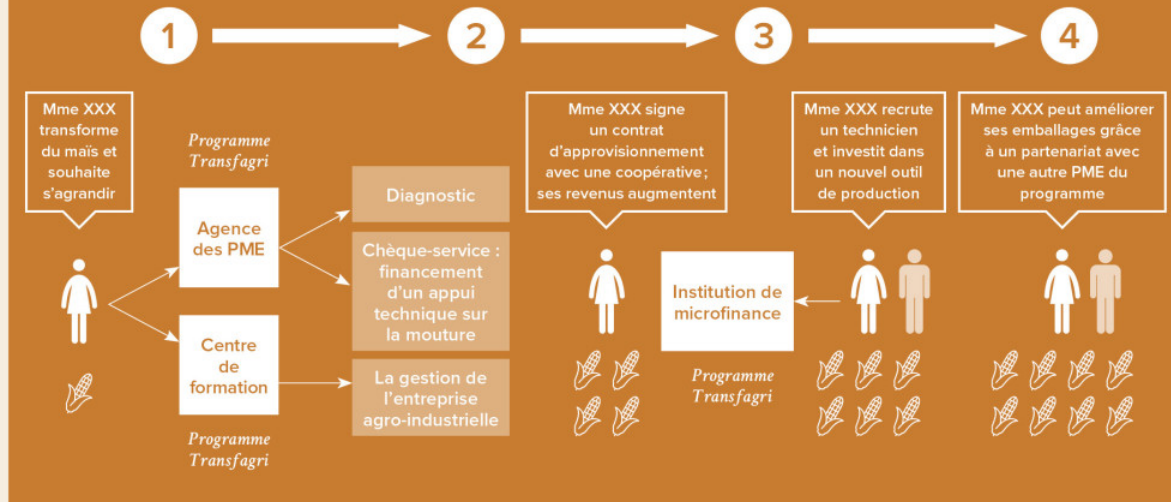 1
2
3
4
Mme XXX
transforme
du maïs et
souhaite
s’agrandir
Programme
Transfagri
Agence
des PME
Centre
de
formation
Programme
Transfagri
Diagnostic
Chèque-service :
financement
d’un appui
technique sur
la mouture
La gestion de
l’entreprise
agro-industrielle
Mme XXX signe
un contrat
d’approvisionnement
avec une coopérative ;
ses revenus augmentent
Institution de
microfinance
Programme
Transfagri
Mme XXX recrute
un technicien
et investit dans
un nouvel outil
de production
Mme XXX peut améliorer
ses emballages grâce
à un partenariat avec
une autre PME du
programme